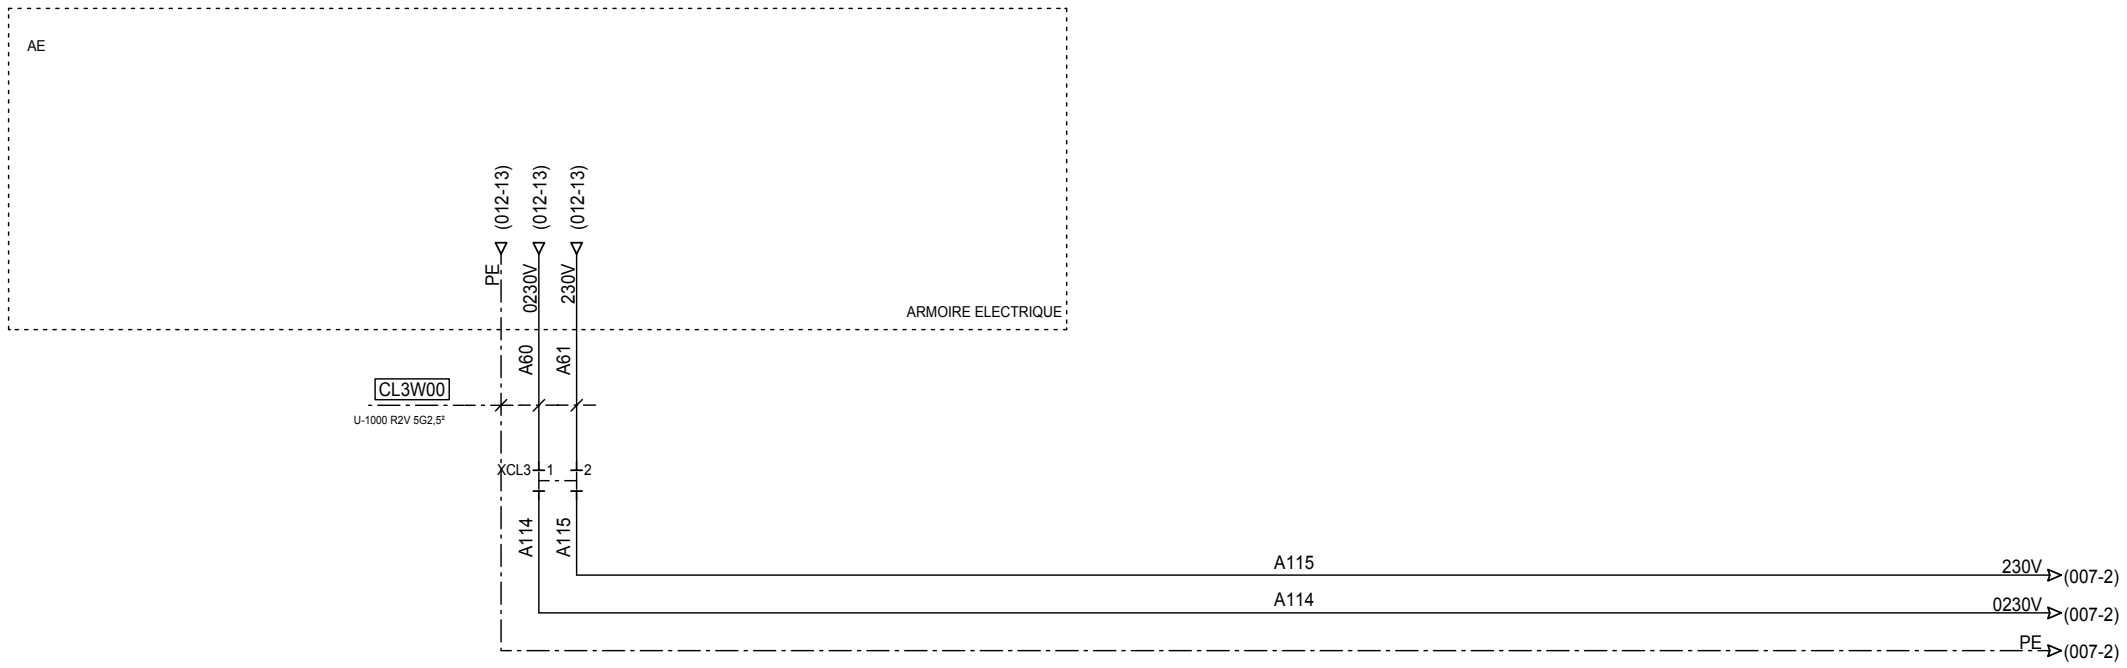 AE
(012-13)
(012-13)
(012-13)
PE
0230V
230V
ARMOIRE ELECTRIQUE
A60
A61
CL3W00
U-1000 R2V 5G2,5²
XCL3
1
2
A114
A115
A115
230V
(007-2)
A114
0230V
(007-2)
PE
(007-2)